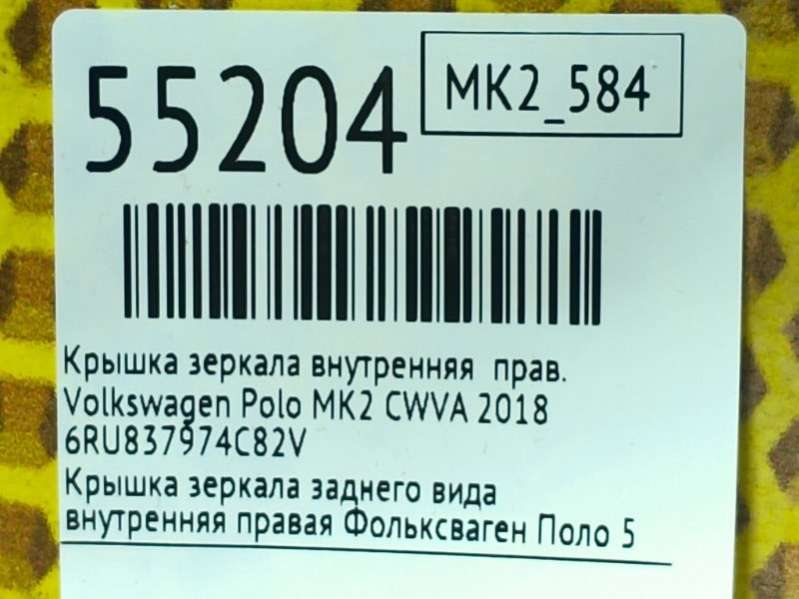 55204
MK2_584
Крышка зеркала внутренняя прав.
Volkswagen Polo MK2 CWVA 2018
6RU837974C82V
Крышка зеркала заднего вида
внутренняя правая Фольксваген Поло 5